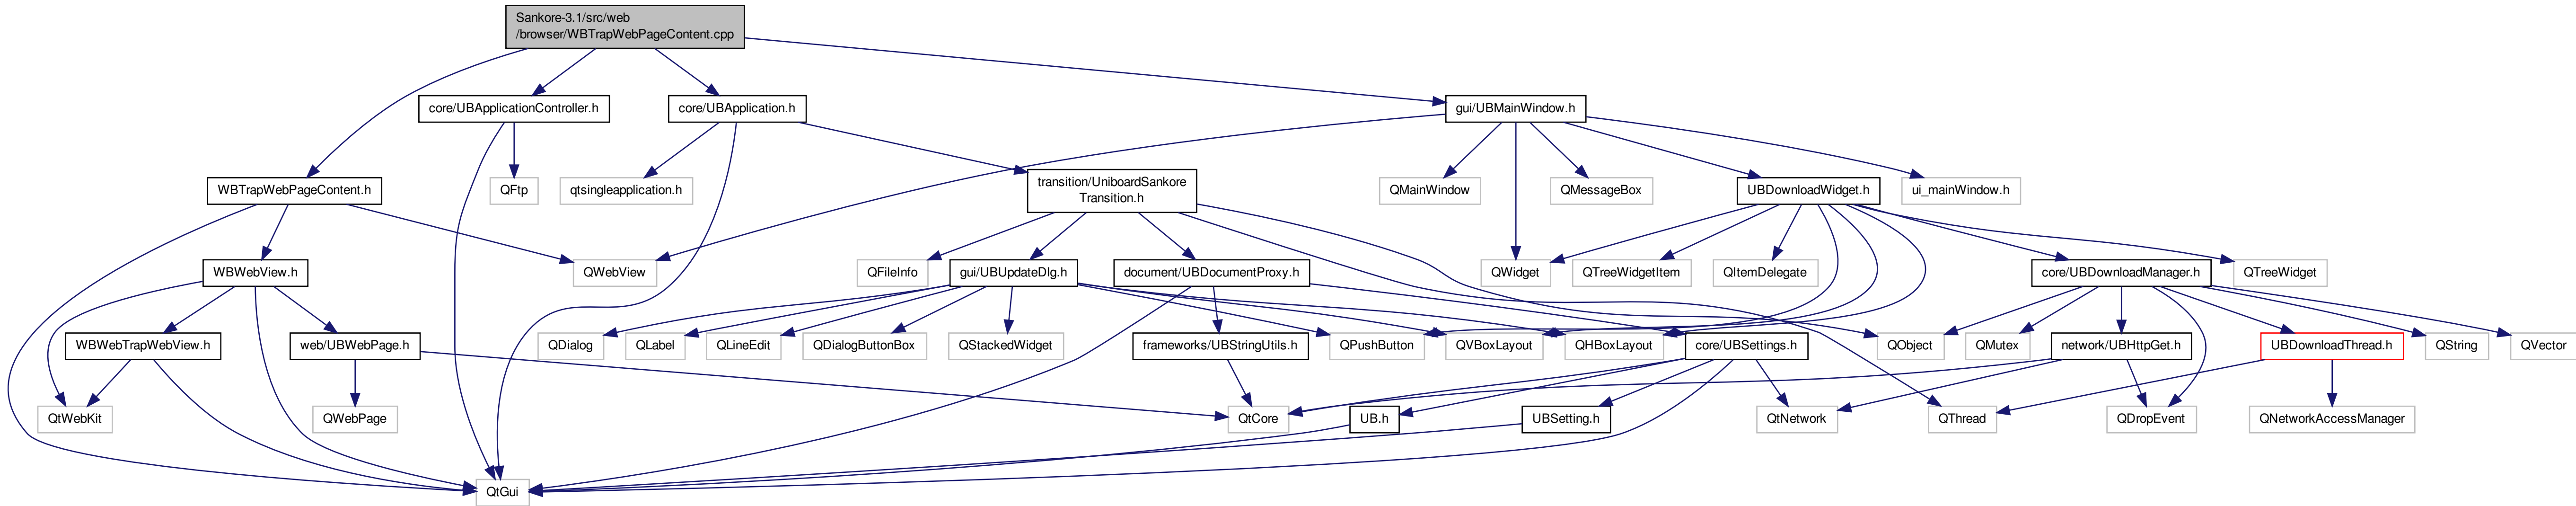 Sankore-3.1/src/web
/browser/WBTrapWebPageContent.cpp
core/UBApplicationController.h
core/UBApplication.h
gui/UBMainWindow.h
WBTrapWebPageContent.h
QFtp
qtsingleapplication.h
transition/UniboardSankore
Transition.h
QMainWindow
QMessageBox
UBDownloadWidget.h
ui_mainWindow.h
WBWebView.h
QWebView
QFileInfo
gui/UBUpdateDlg.h
document/UBDocumentProxy.h
QWidget
QTreeWidgetItem
QItemDelegate
core/UBDownloadManager.h
QTreeWidget
WBWebTrapWebView.h
web/UBWebPage.h
QDialog
QLabel
QLineEdit
QDialogButtonBox
QStackedWidget
frameworks/UBStringUtils.h
QPushButton
QVBoxLayout
QHBoxLayout
core/UBSettings.h
QObject
QMutex
network/UBHttpGet.h
UBDownloadThread.h
QString
QVector
QtWebKit
QWebPage
QtCore
UB.h
UBSetting.h
QtNetwork
QThread
QDropEvent
QNetworkAccessManager
QtGui